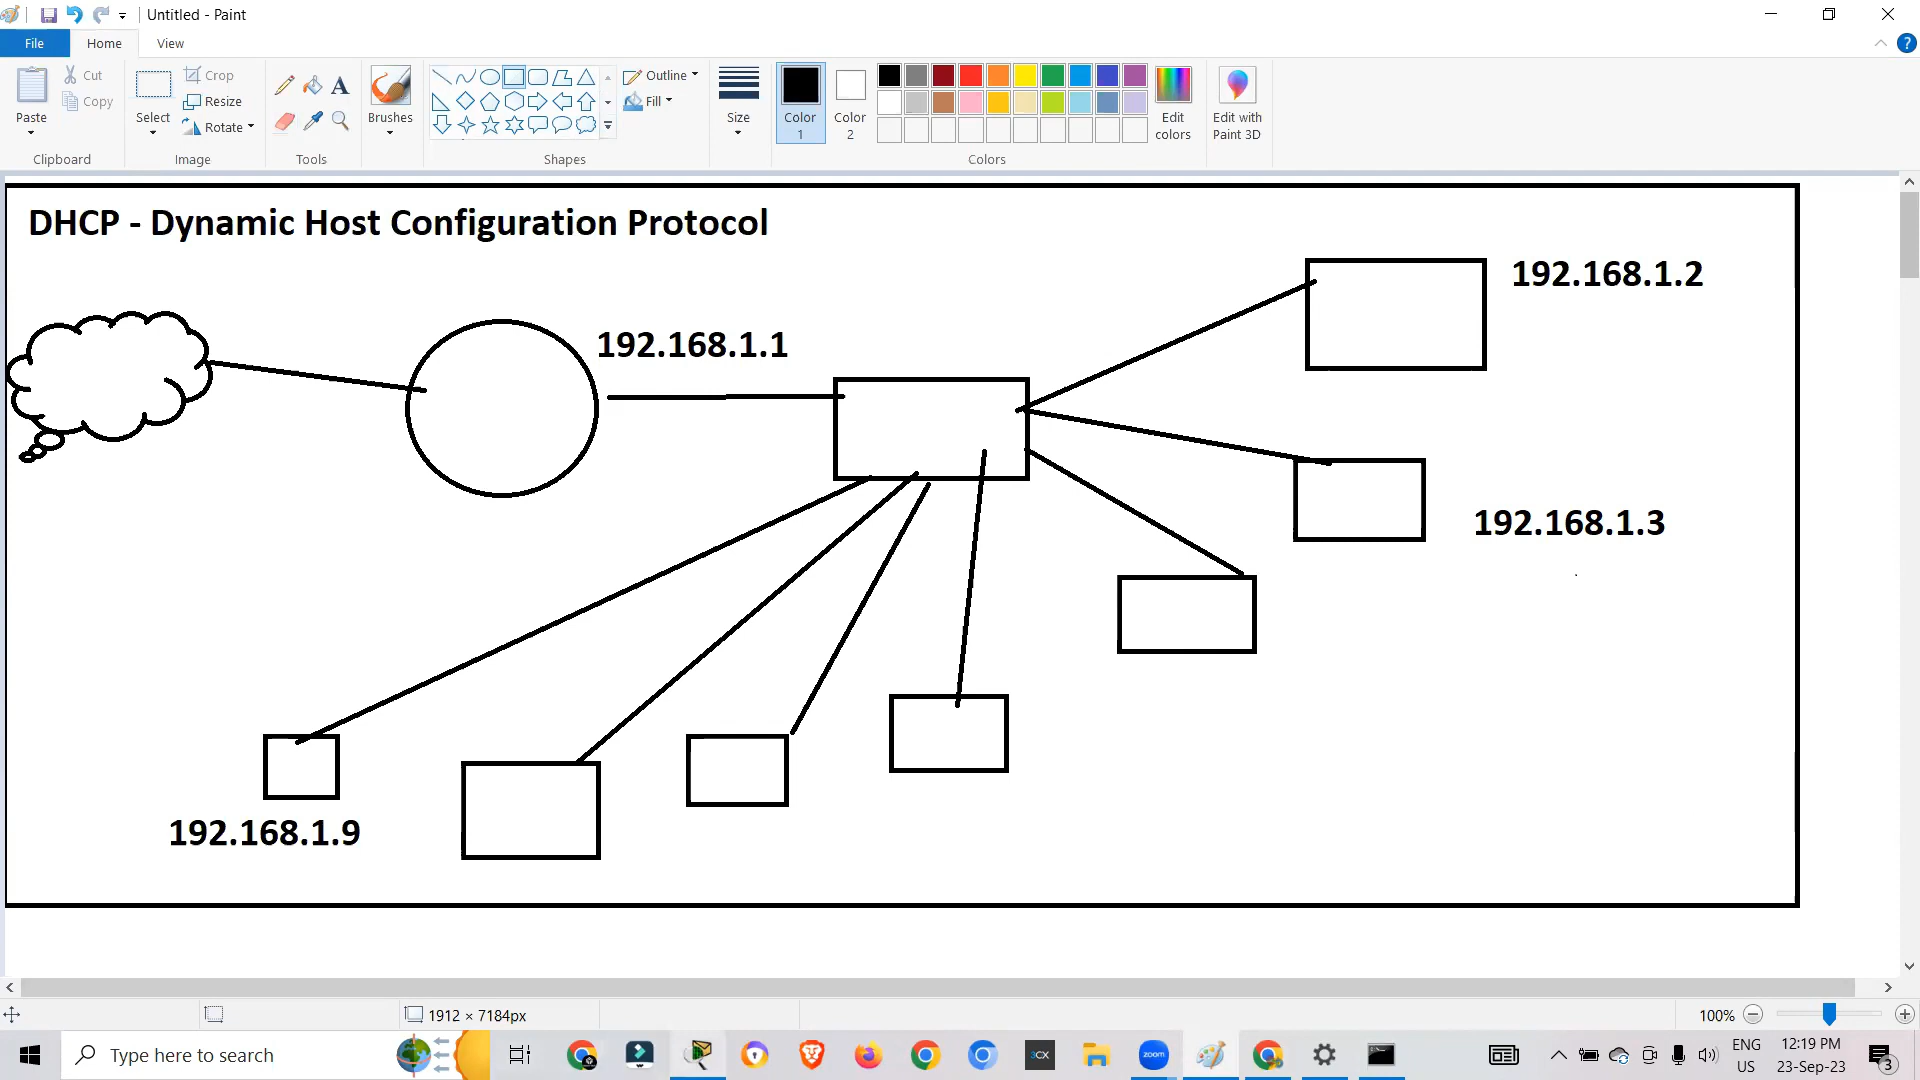 Untitled - Paint
File Home View
?
Cut
Copy
Paste
Crop
Resize
Rotate
Select
A
Brushes
Outline
Fill
Size
Color 1
Color 2
Edit colors
Edit with Paint 3D
Clipboard
Image
Tools
Shapes
Colors
DHCP - Dynamic Host Configuration Protocol
192.168.1.2
192.168.1.1
192.168.1.3
192.168.1.9
1912 × 7184px
100%
Type here to search
3CX
zoom
ENG
US
12:19 PM
23-Sep-23
3